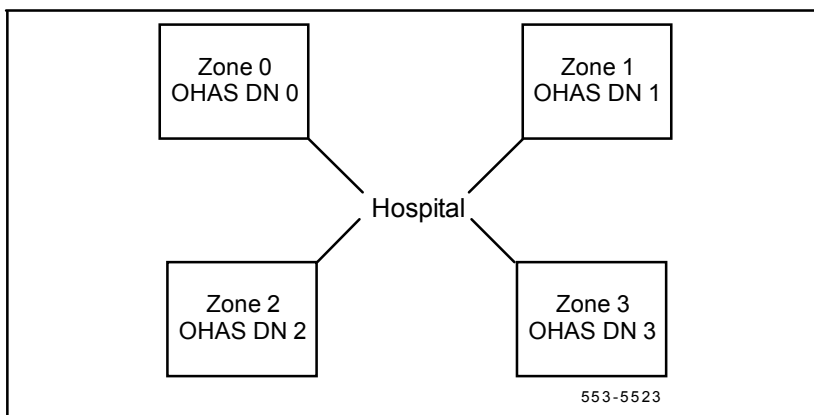 Zone 0
OHAS DN 0
Zone 1
OHAS DN 1
Hospital
Zone 2
OHAS DN 2
Zone 3
OHAS DN 3
553-5523